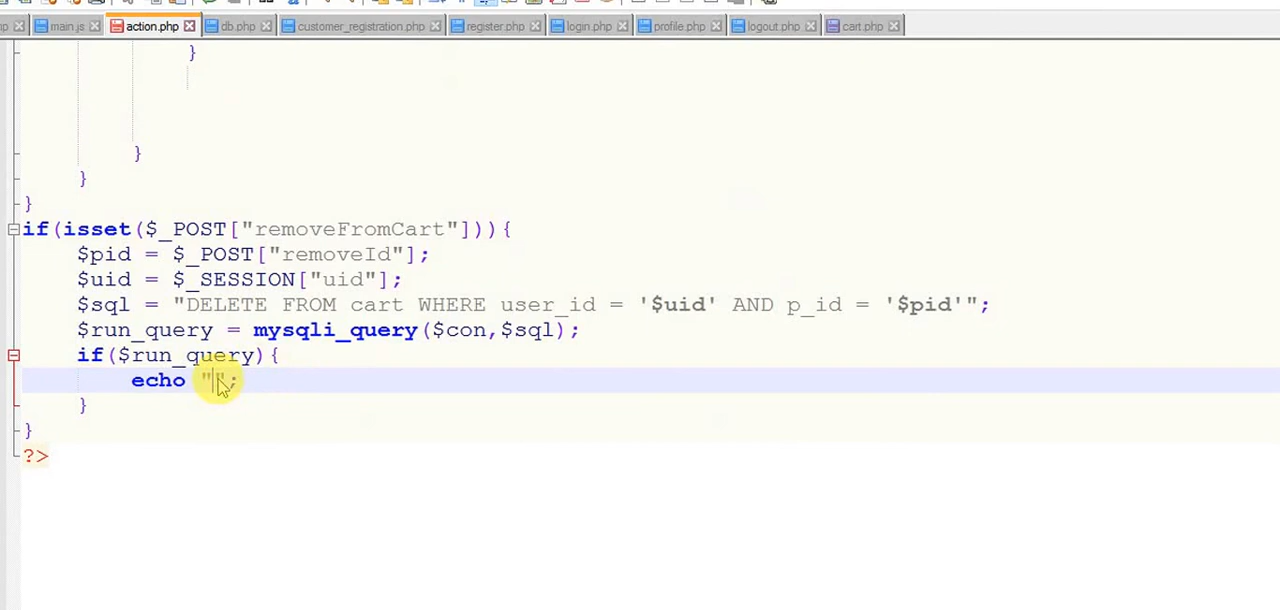 main.js action.php db.php customer_registration.php register.php login.php profile.php logout.php cart.php
}
}
}
}
if(isset($_POST["removeFromCart"])){
$pid = $_POST["removeId"];
$uid = $_SESSION["uid"];
$sql = "DELETE FROM cart WHERE user_id = '$uid' AND p_id = '$pid'";
$run_query = mysqli_query($con,$sql);
if($run_query){
echo "";
}
}
?>